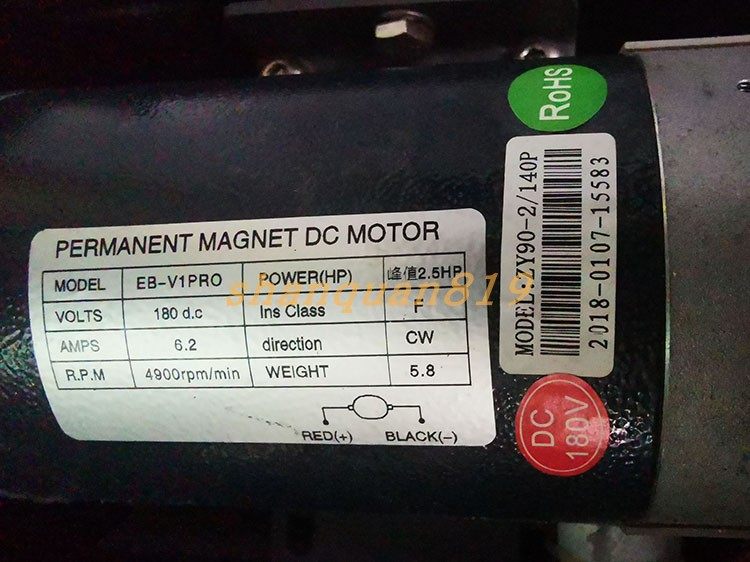 PERMANENT MAGNET DC MOTOR
MODEL EB-V1PRO POWER(HP) 峰值2.5HP
VOLTS 180 d.c Ins Class F
AMPS 6.2 direction CW
R.P.M 4900rpm/min WEIGHT 5.8
RED(+) BLACK(-)
shanquan819
RoHS
MODEL:ZY90-2/140P
2018-0107-15583
DC
180V